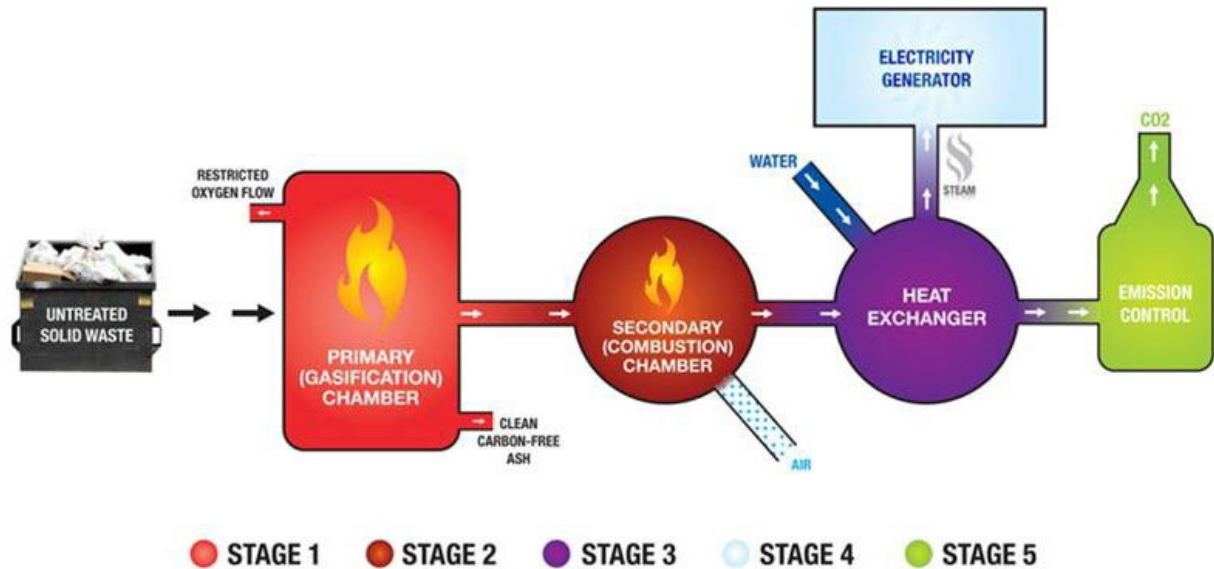 ELECTRICITY
GENERATOR
CO2
RESTRICTED
OXYGEN FLOW
WATER
STEAM
UNTREATED
SOLID WASTE
PRIMARY
(GASIFICATION)
CHAMBER
SECONDARY
(COMBUSTION)
CHAMBER
HEAT
EXCHANGER
EMISSION
CONTROL
CLEAN
CARBON-FREE
ASH
AIR
STAGE 1
STAGE 2
STAGE 3
STAGE 4
STAGE 5